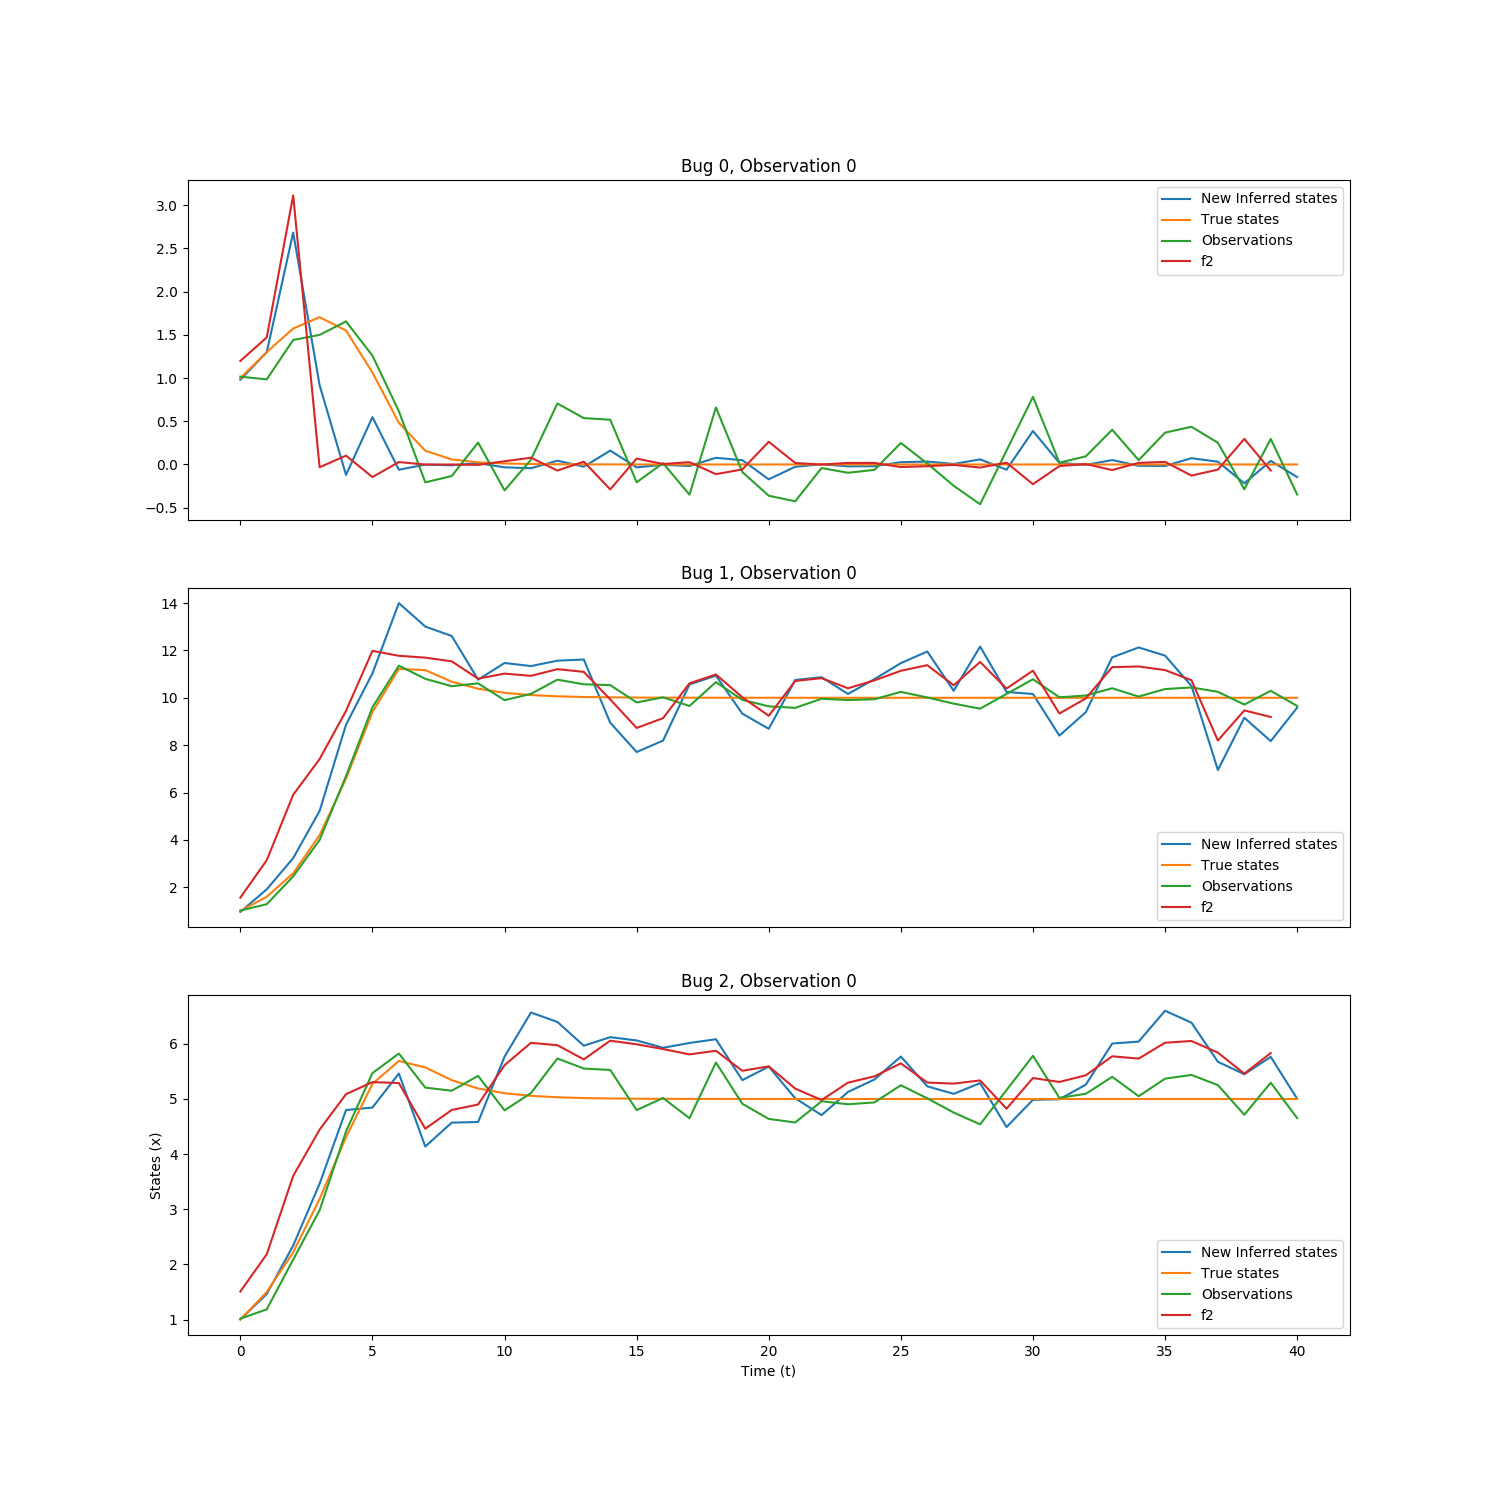 Bug 0, Observation 0
3.0
2.5
2.0
1.5
1.0
0.5
0.0
−0.5
New Inferred states
True states
Observations
f2
Bug 1, Observation 0
14
12
10
8
6
4
2
New Inferred states
True states
Observations
f2
Bug 2, Observation 0
States (x)
6
5
4
3
2
1
New Inferred states
True states
Observations
f2
0 5 10 15 20 25 30 35 40
Time (t)